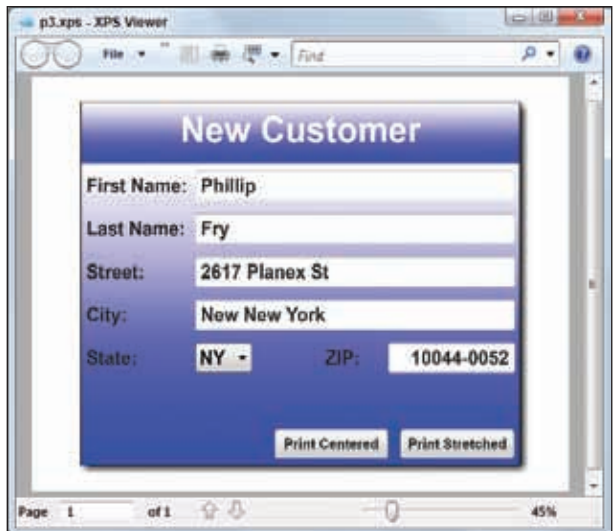 p3.xps - XPS Viewer
File Find
New Customer
First Name: Phillip
Last Name: Fry
Street: 2617 Planex St
City: New New York
State: NY ZIP: 10044-0052
Print Centered Print Stretched
Page 1 of 1 45%